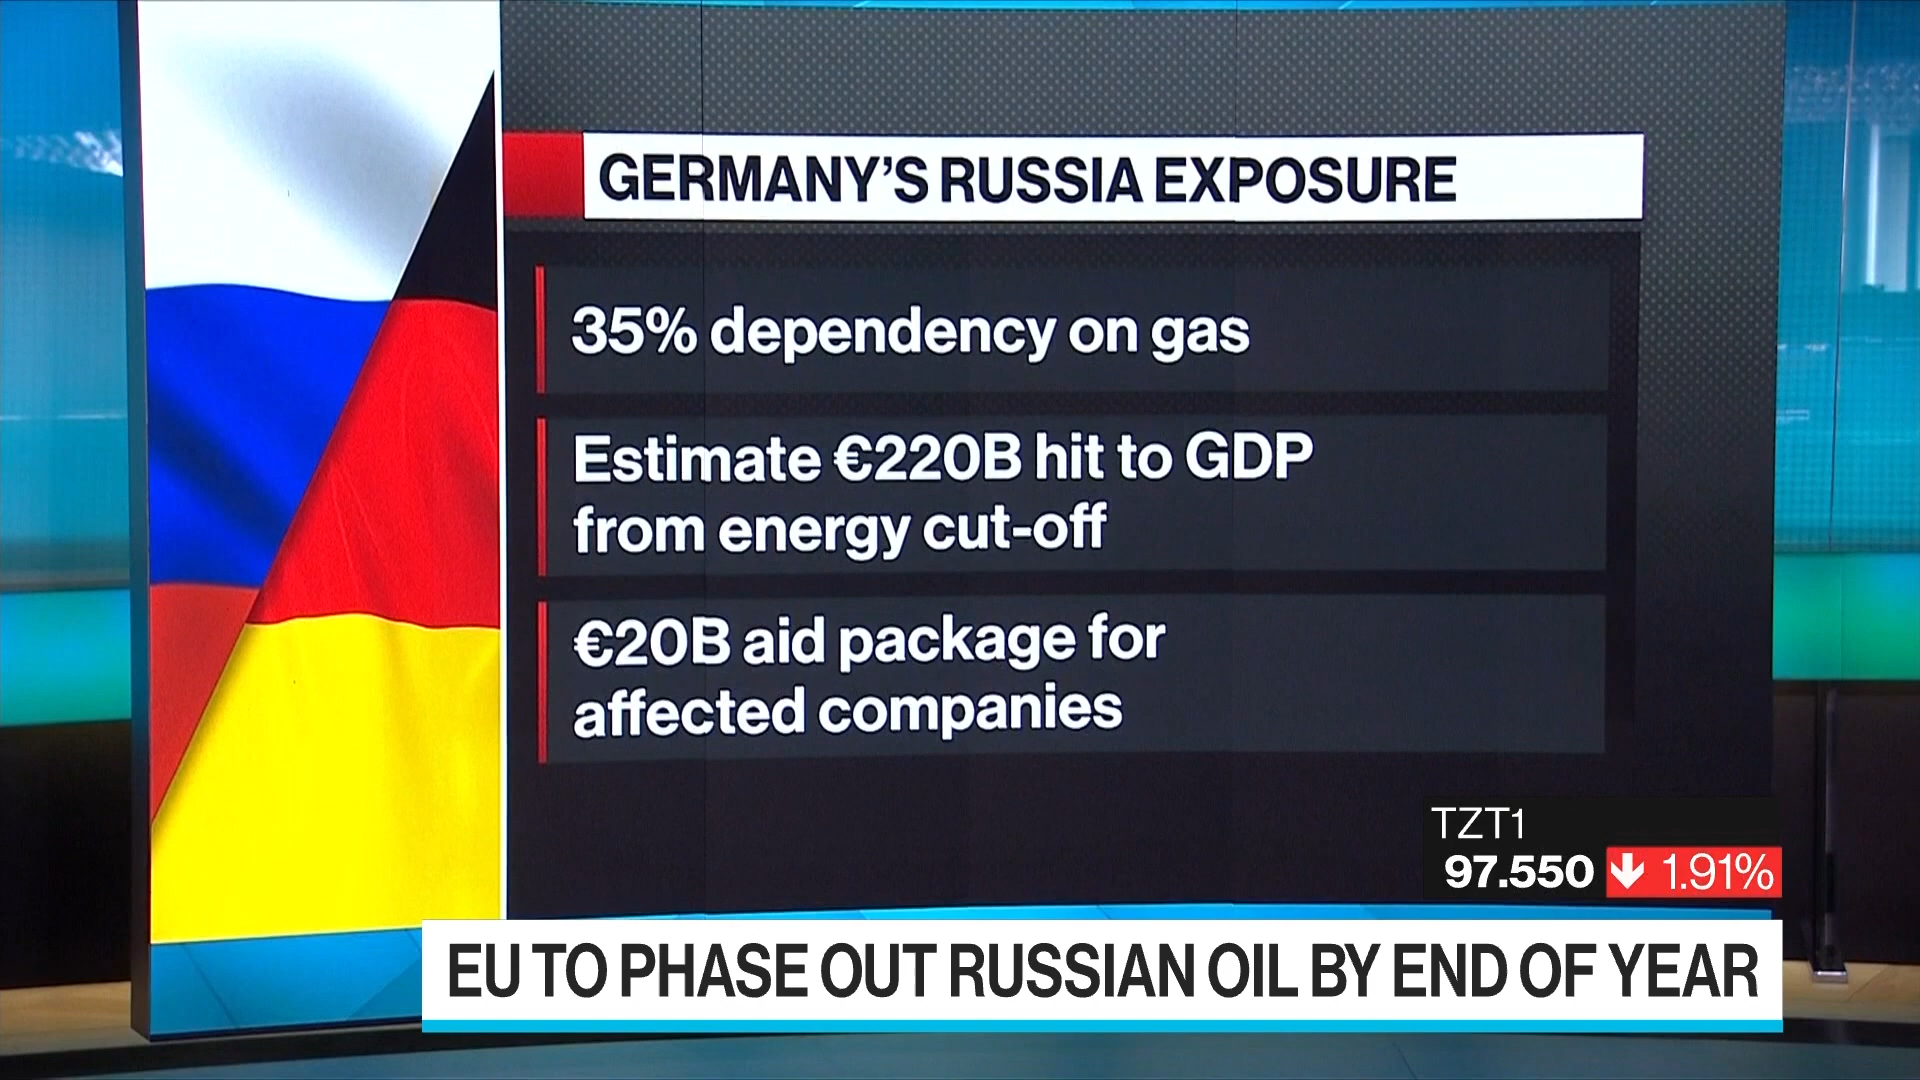 GERMANY'S RUSSIA EXPOSURE
35% dependency on gas
Estimate €220B hit to GDP
from energy cut-off
€20B aid package for
affected companies
TZT1
97.550 ↓ 1.91%
EU TO PHASE OUT RUSSIAN OIL BY END OF YEAR